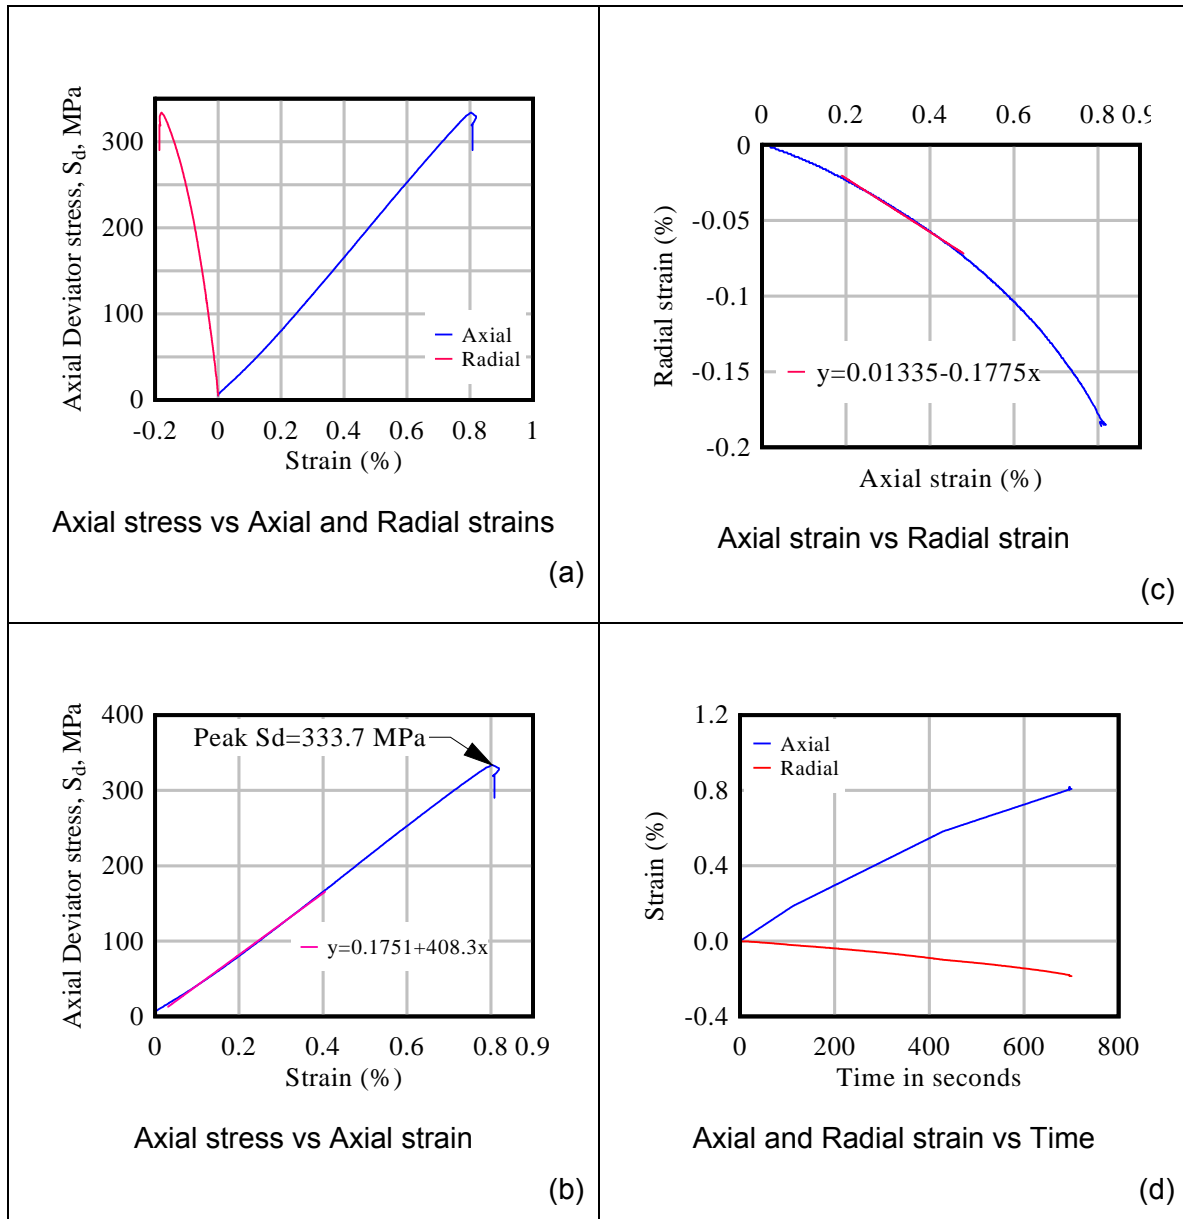 Axial Deviator stress, Sd, MPa
300
200
100
0
-0.2 0 0.2 0.4 0.6 0.8 1
Strain (%)
Axial
Radial
Axial stress vs Axial and Radial strains
(a)
0 0.2 0.4 0.6 0.8 0.9
Radial strain (%)
0
-0.05
-0.1
-0.15
-0.2
y=0.01335-0.1775x
Axial strain (%)
Axial strain vs Radial strain
(c)
Axial Deviator stress, Sd, MPa
400
300
200
100
0
Peak Sd=333.7 MPa
y=0.1751+408.3x
0 0.2 0.4 0.6 0.8 0.9
Strain (%)
Axial stress vs Axial strain
(b)
Strain (%)
1.2
0.8
0.4
0.0
-0.4
Axial
Radial
0 200 400 600 800
Time in seconds
Axial and Radial strain vs Time
(d)